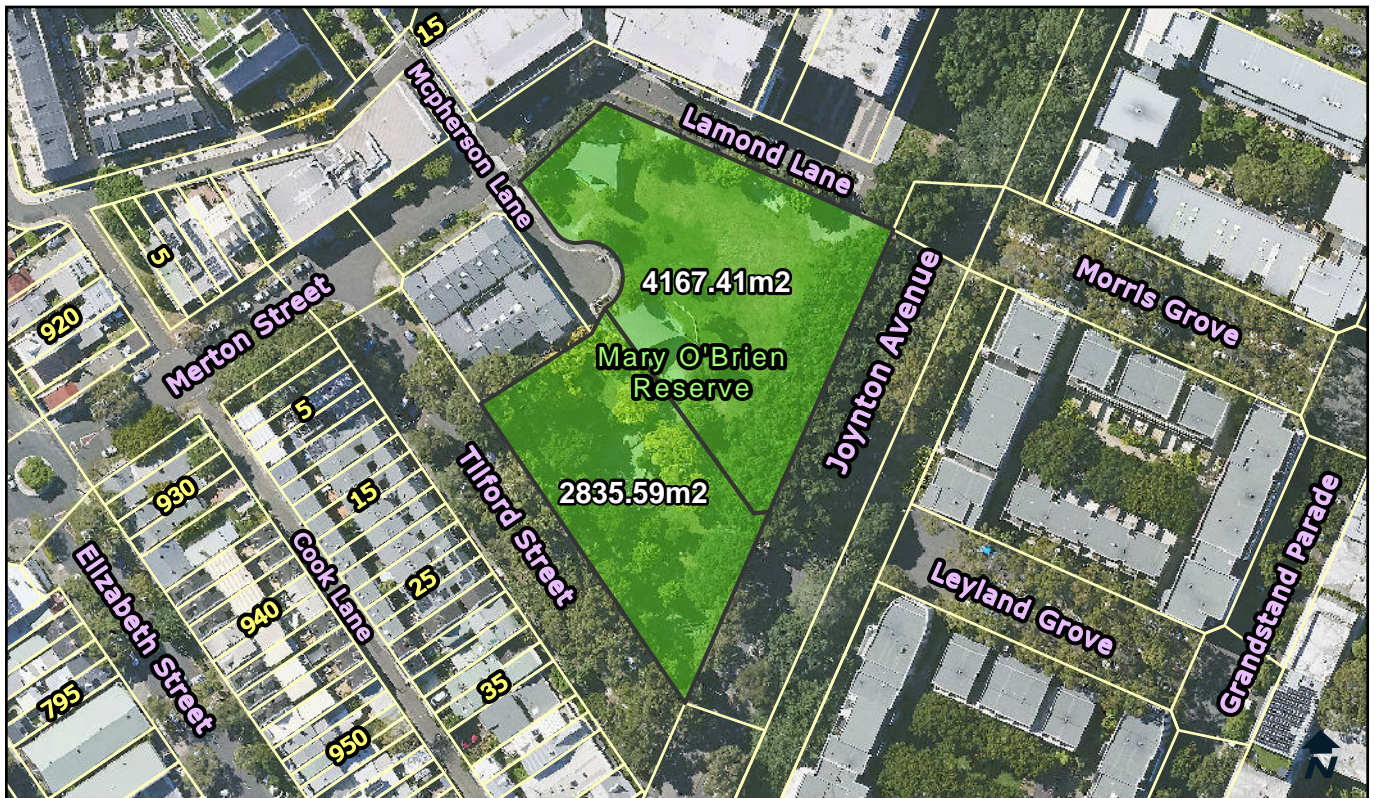 15
Mcpherson Lane
Lamond Lane
5
920
Merton Street
4167.41m2
Mary O'Brien
Reserve
Joynton Avenue
Morris Grove
5
930
15
2835.59m2
Tilford Street
Cook Lane
25
Elizabeth Street
940
Leyland Grove
Grandstand Parade
35
795
950
N